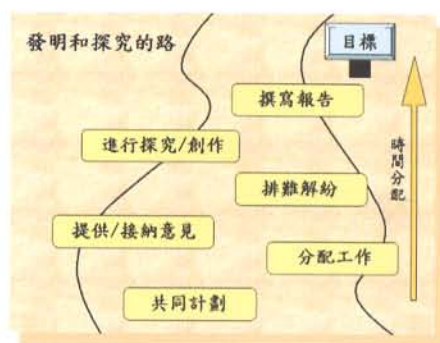 發明和探究的路
目標
撰寫報告
進行探究/創作
時間分配
排難解紛
提供/接納意見
分配工作
共同計劃